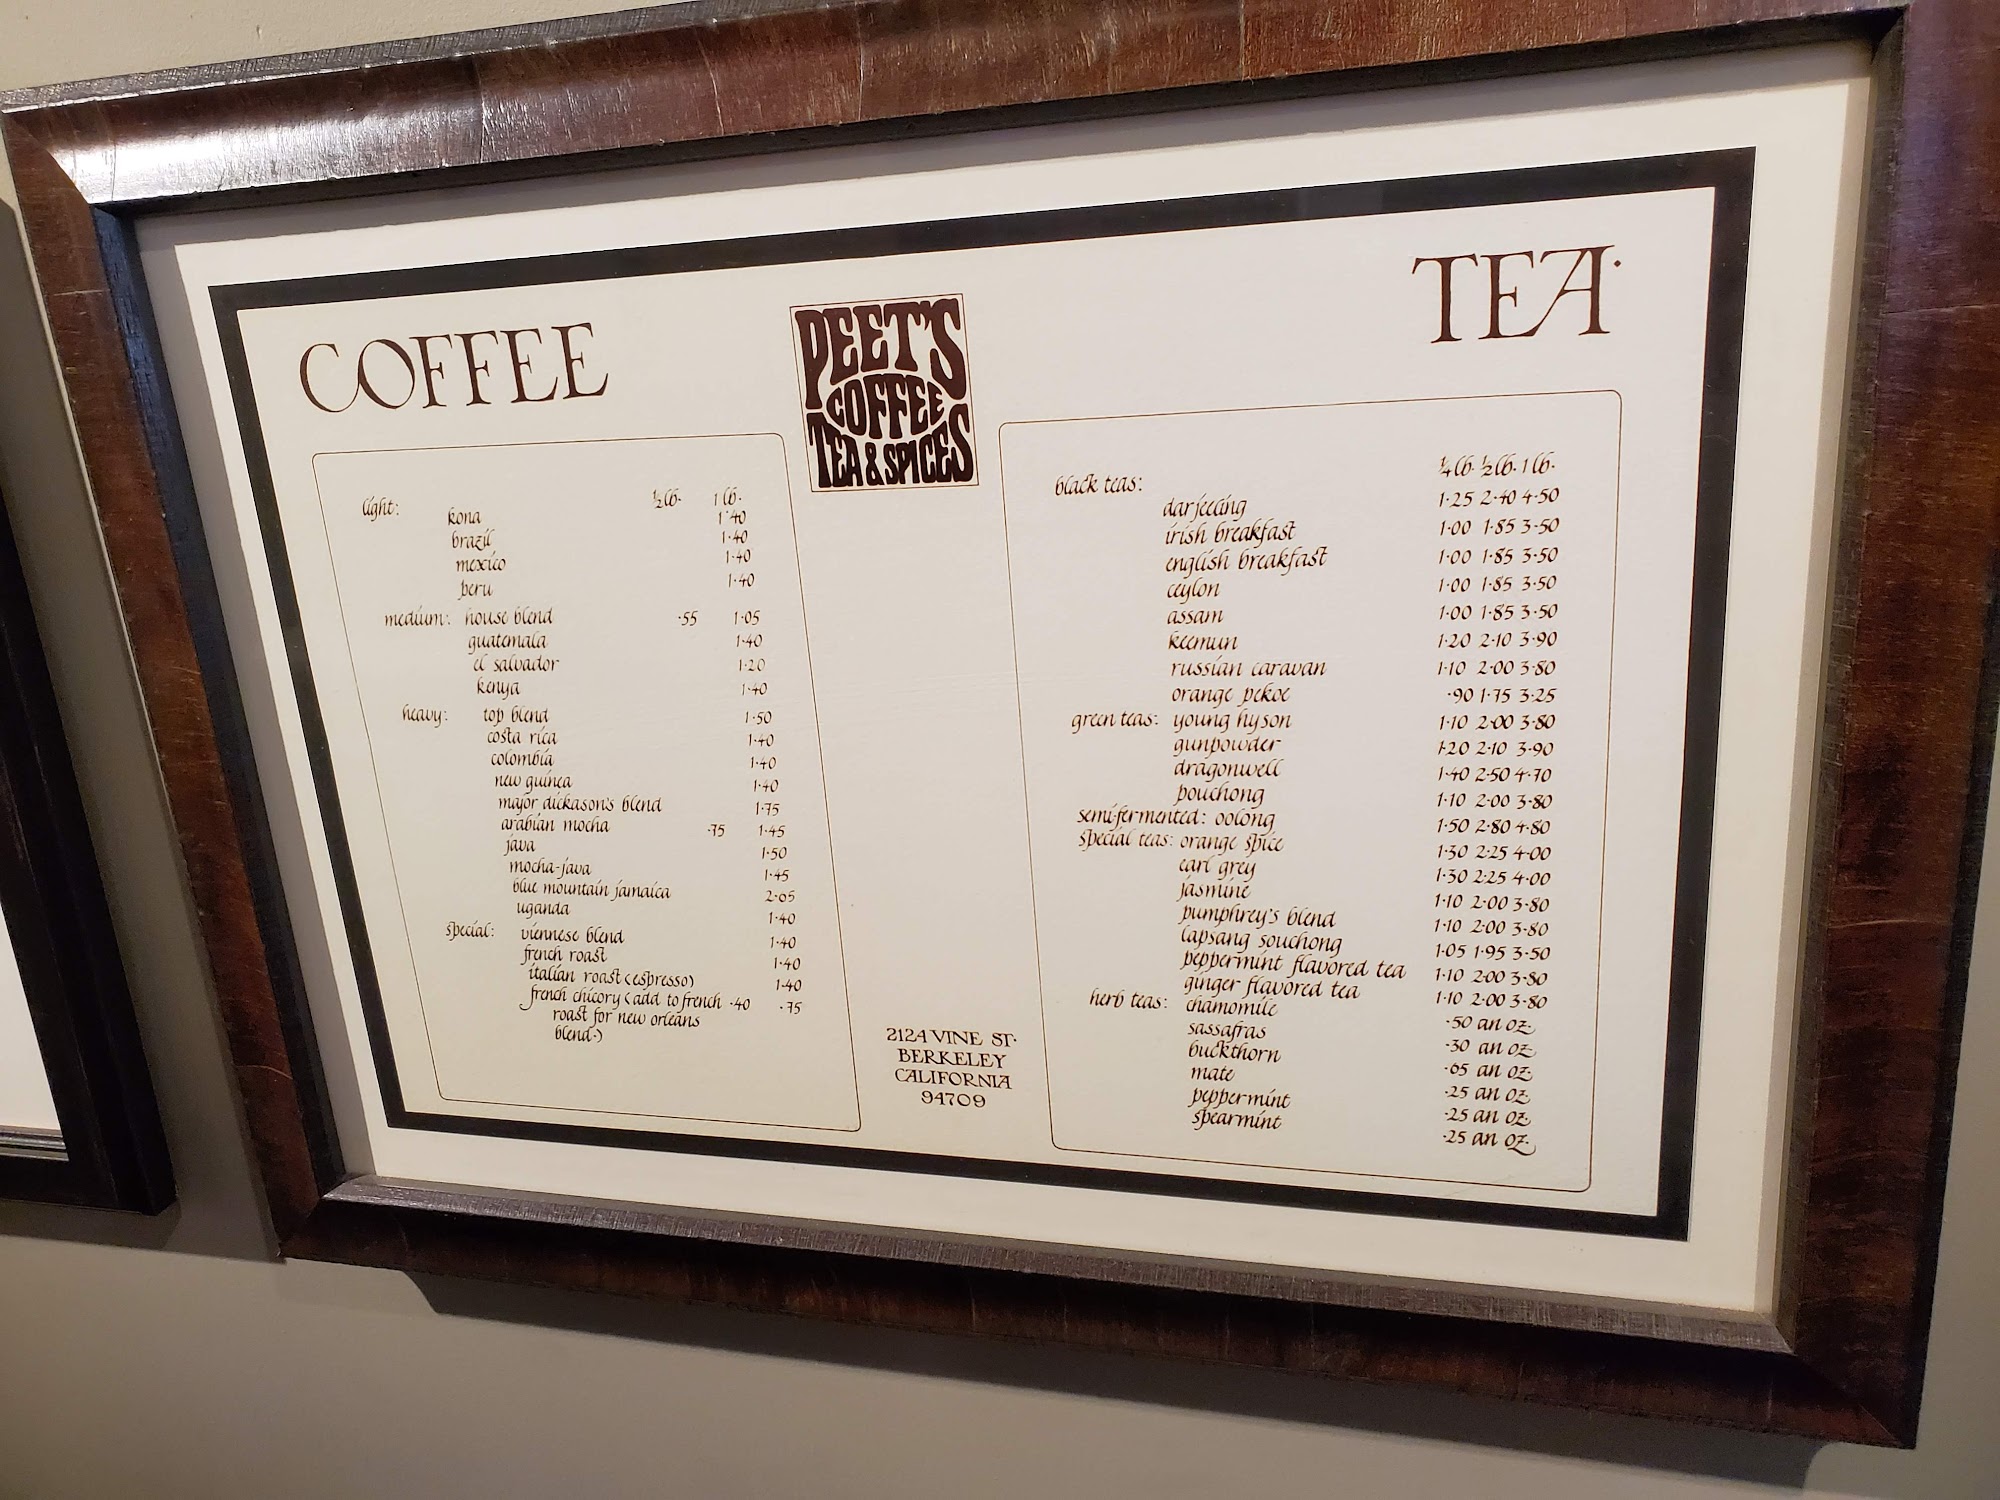 COFFEE
PEET'S
COFFEE
TEA & SPICES
TEA.
½ lb. 1 lb.
light: kona 1.40
brazil 1.40
mexico 1.40
peru 1.40
medium: house blend .55 1.05
guatemala 1.40
el salvador 1.20
kenya 1.40
heavy: top blend 1.50
costa rica 1.40
colombia 1.40
new guinea 1.40
major dickason's blend 1.75
arabian mocha .75 1.45
java 1.50
mocha-java 1.45
blue mountain jamaica 2.05
uganda 1.40
special: viennese blend 1.40
french roast 1.40
italian roast (espresso) 1.40
french chicory (add to french .40 .75
roast for new orleans
blend.)
¼ lb. ½ lb. 1 lb.
black teas: darjeeling 1.25 2.40 4.50
irish breakfast 1.00 1.85 3.50
english breakfast 1.00 1.85 3.50
ceylon 1.00 1.85 3.50
assam 1.00 1.85 3.50
keemun 1.20 2.10 3.90
russian caravan 1.10 2.00 3.80
orange pekoe .90 1.75 3.25
green teas: young hyson 1.10 2.00 3.80
gunpowder 1.20 2.10 3.90
dragonwell 1.40 2.50 4.70
pouchong 1.10 2.00 3.80
semi-fermented: oolong 1.50 2.80 4.80
special teas: orange spice 1.30 2.25 4.00
earl grey 1.30 2.25 4.00
jasmine 1.10 2.00 3.80
pumphrey's blend 1.10 2.00 3.80
lapsang souchong 1.05 1.95 3.50
peppermint flavored tea 1.10 2.00 3.80
ginger flavored tea 1.10 2.00 3.80
herb teas: chamomile .50 an oz.
sassafras .30 an oz.
buckthorn .65 an oz.
mate .25 an oz.
peppermint .25 an oz.
spearmint .25 an oz.
2124 VINE ST.
BERKELEY
CALIFORNIA
94709